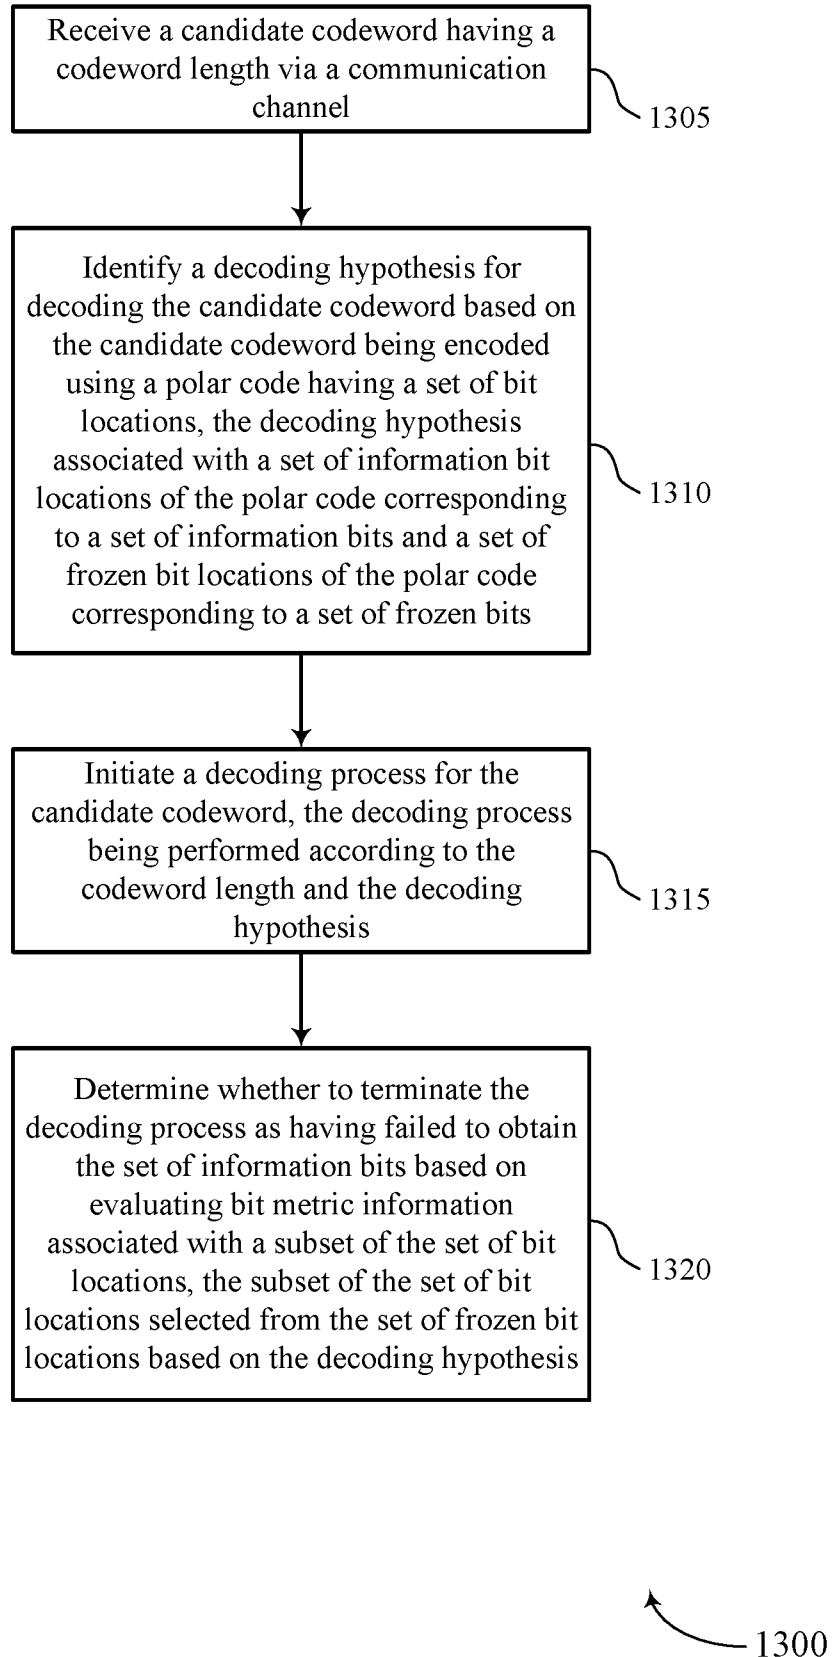 Receive a candidate codeword having a
codeword length via a communication
channel
1305
Identify a decoding hypothesis for
decoding the candidate codeword based on
the candidate codeword being encoded
using a polar code having a set of bit
locations, the decoding hypothesis
associated with a set of information bit
locations of the polar code corresponding
to a set of information bits and a set of
frozen bit locations of the polar code
corresponding to a set of frozen bits
1310
Initiate a decoding process for the
candidate codeword, the decoding process
being performed according to the
codeword length and the decoding
hypothesis
1315
Determine whether to terminate the
decoding process as having failed to obtain
the set of information bits based on
evaluating bit metric information
associated with a subset of the set of bit
locations, the subset of the set of bit
locations selected from the set of frozen bit
locations based on the decoding hypothesis
1320
1300